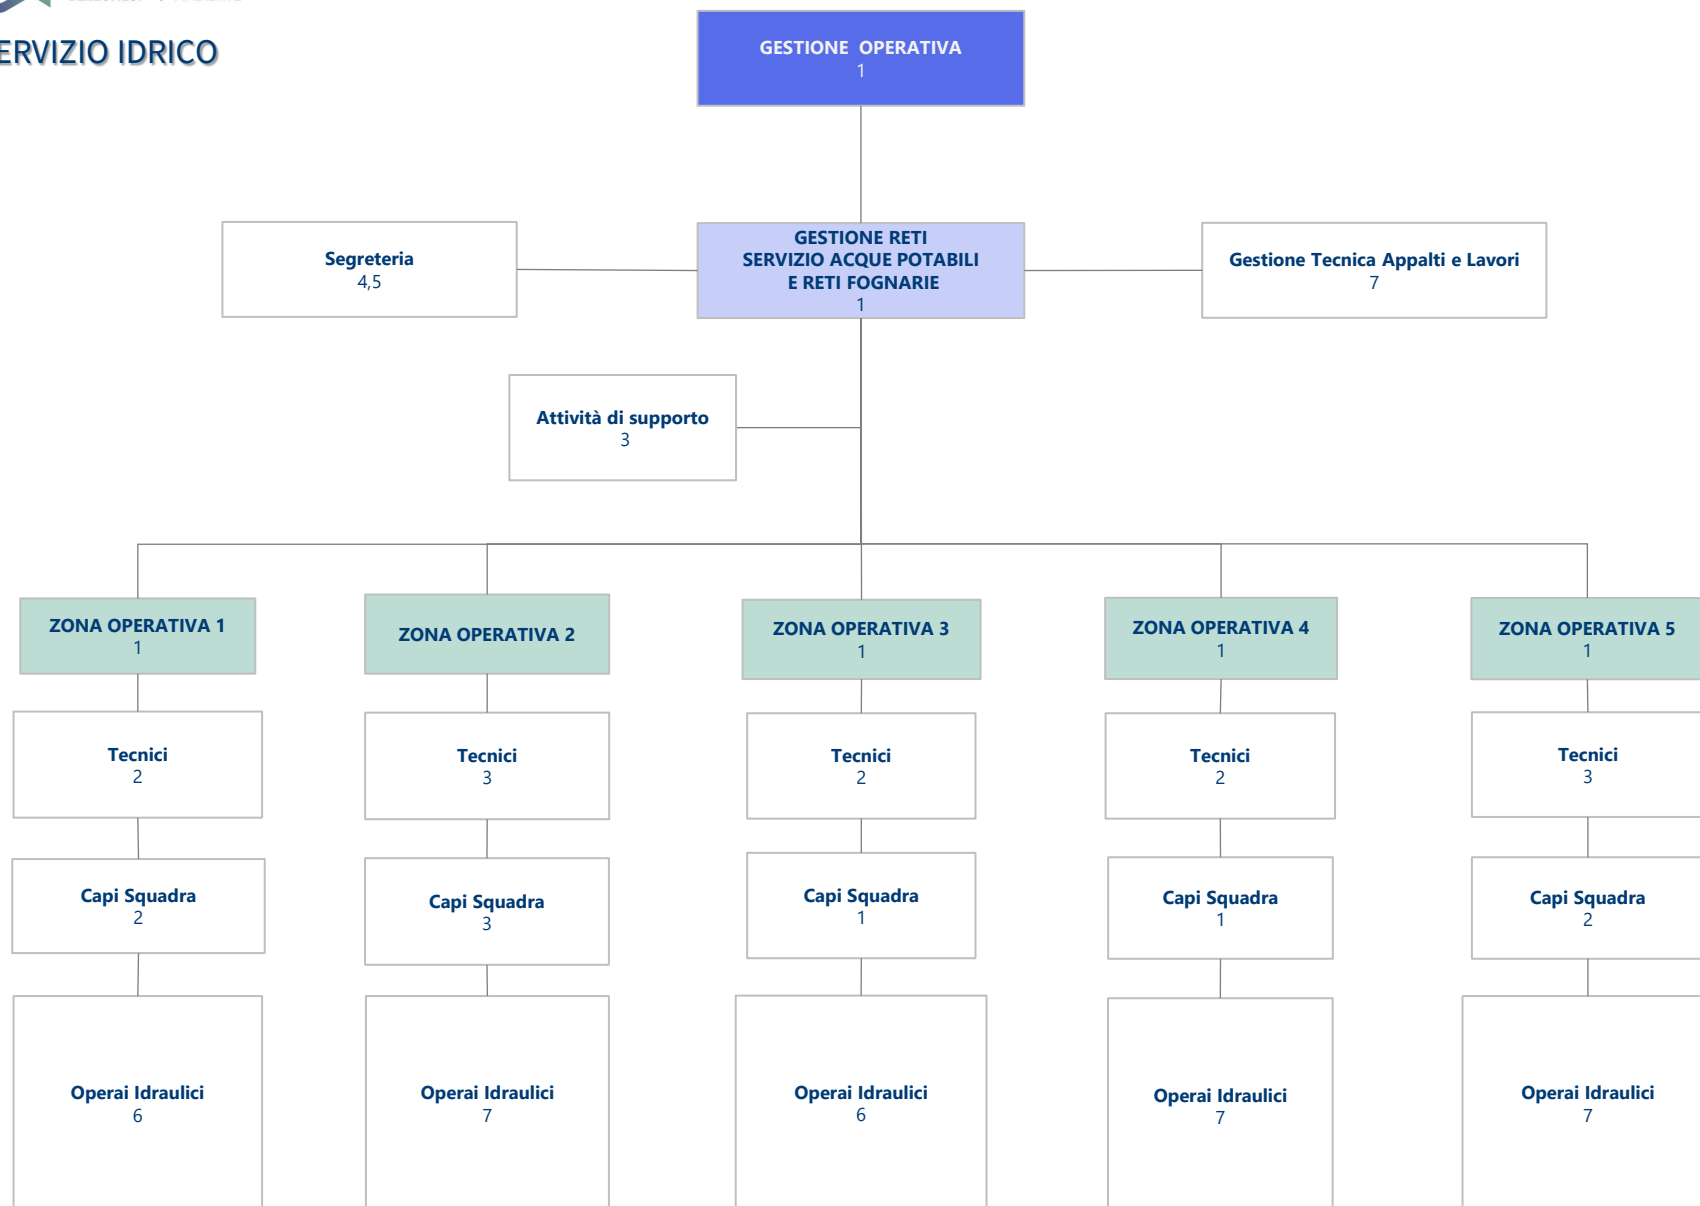 ERVIZIO IDRICO
GESTIONE OPERATIVA
1
Segreteria
4,5
GESTIONE RETI
SERVIZIO ACQUE POTABILI
E RETI FOGNARIE
1
Gestione Tecnica Appalti e Lavori
7
Attività di supporto
3
ZONA OPERATIVA 1
1
ZONA OPERATIVA 2
ZONA OPERATIVA 3
1
ZONA OPERATIVA 4
1
ZONA OPERATIVA 5
1
Tecnici
2
Tecnici
3
Tecnici
2
Tecnici
2
Tecnici
3
Capi Squadra
2
Capi Squadra
3
Capi Squadra
1
Capi Squadra
1
Capi Squadra
2
Operai Idraulici
6
Operai Idraulici
7
Operai Idraulici
6
Operai Idraulici
7
Operai Idraulici
7